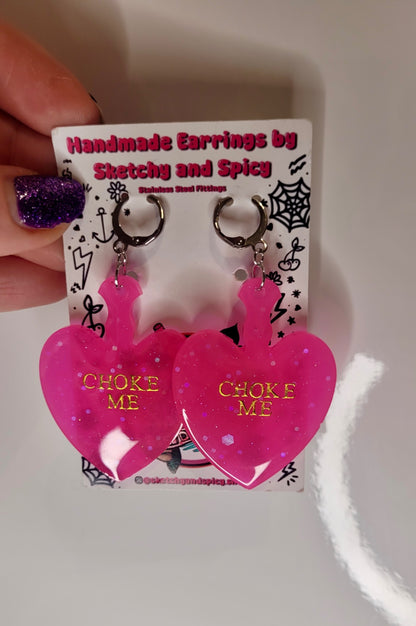 Handmade Earrings by
Sketchy and Spicy
Stainless Steel Fittings
CHOKE
ME
CHOKE
ME